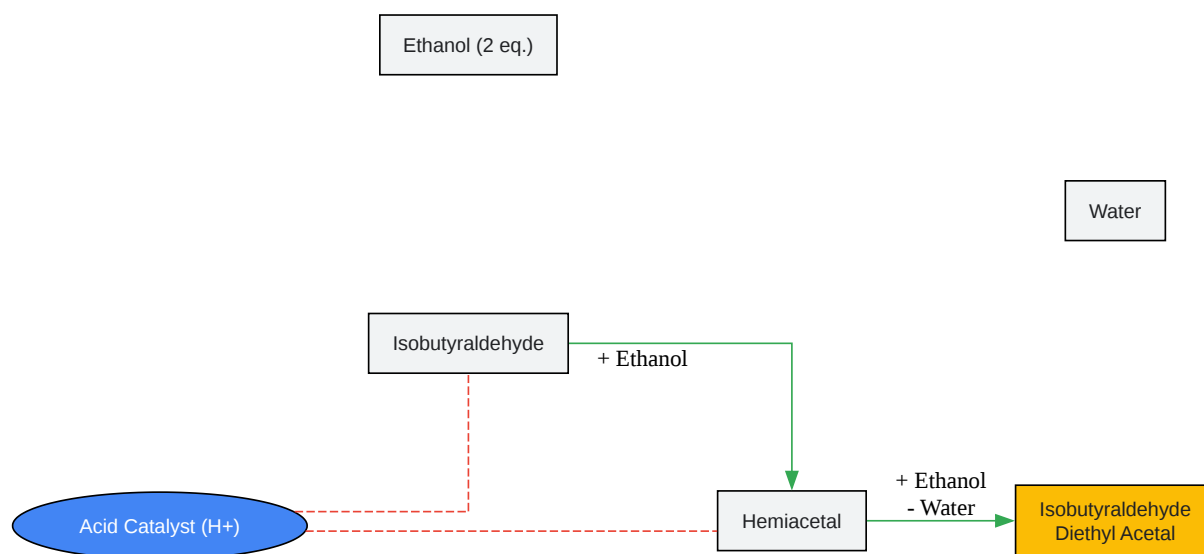 Ethanol (2 eq.)
Water
Isobutyraldehyde
+ Ethanol
+ Ethanol
- Water
Acid Catalyst (H+)
Hemiacetal
Isobutyraldehyde
Diethyl Acetal